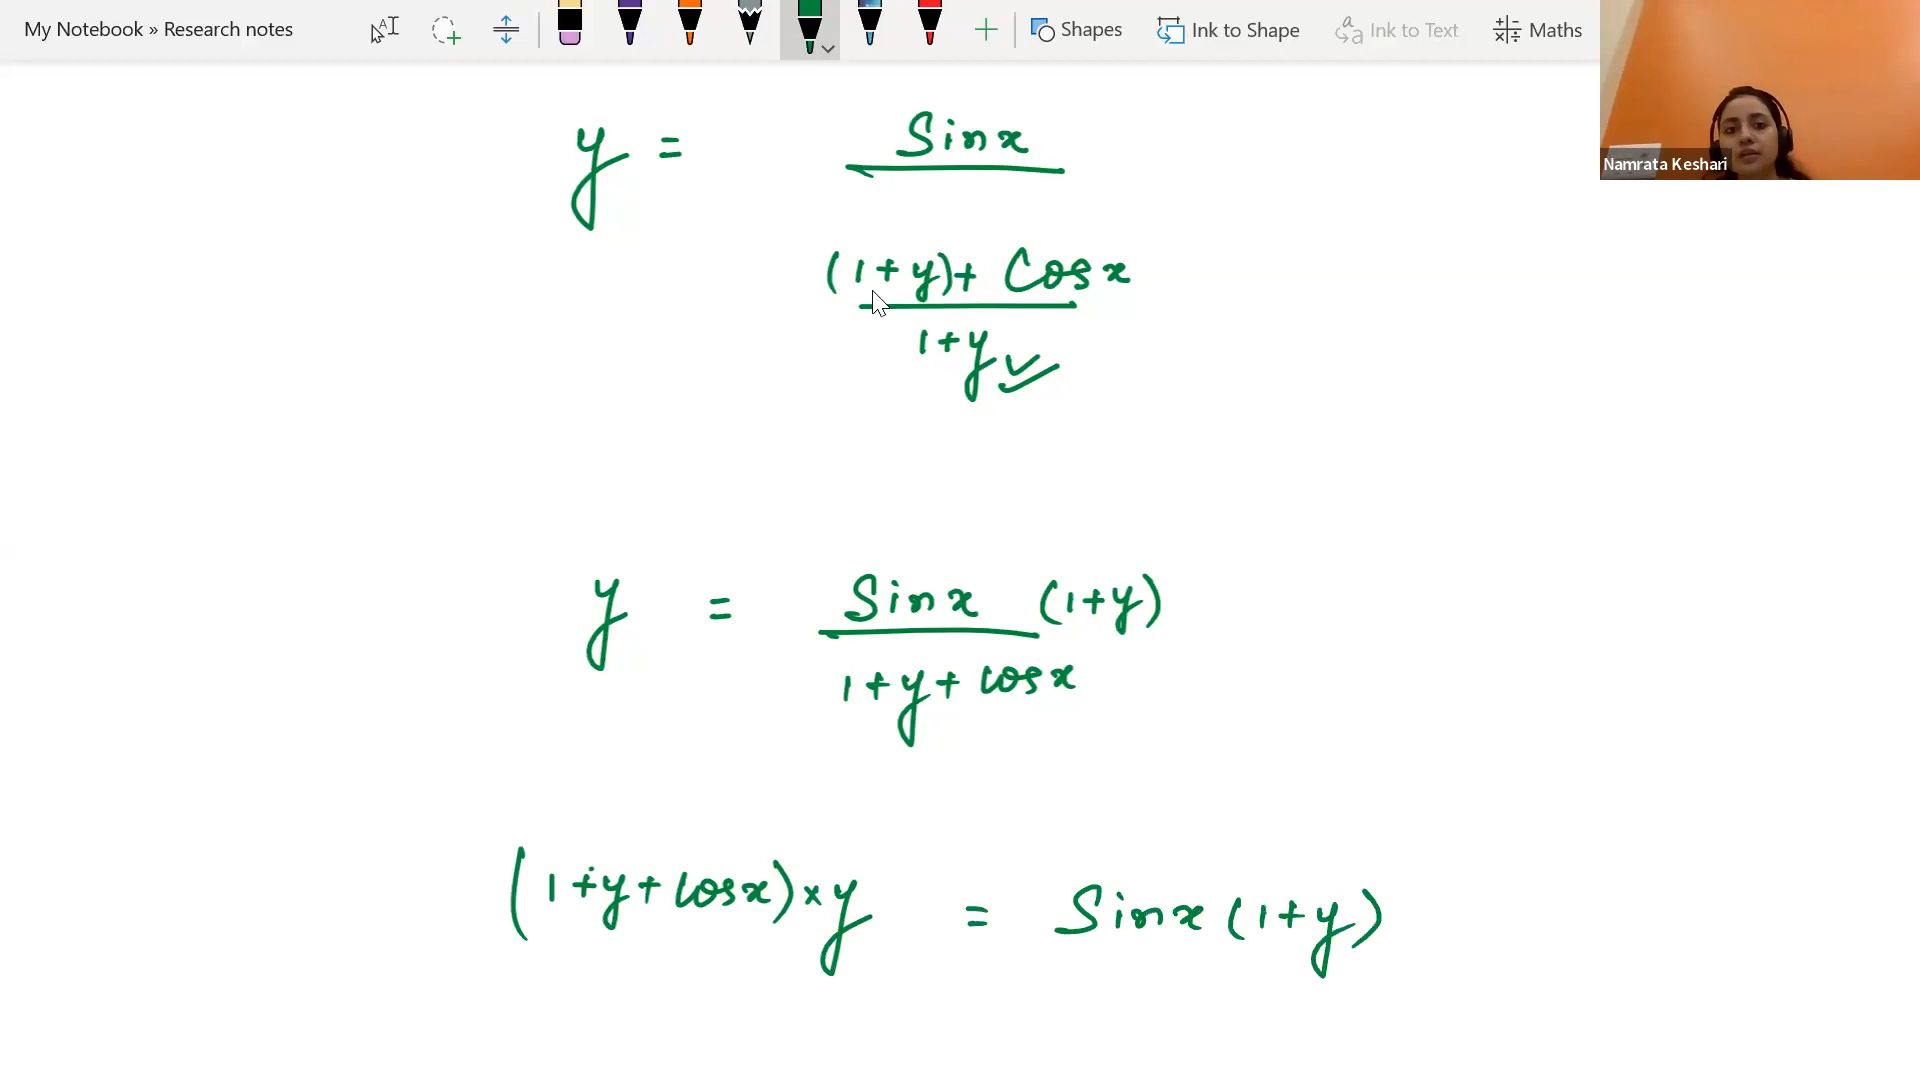 My Notebook » Research notes
Shapes
Ink to Shape
Ink to Text
Maths
Namrata Keshari
y = Sinx
(1+y)+ Cosx
1+y
y = Sinx (1+y)
1+y+cosx
(1+y+cosx)×y = Sinx(1+y)